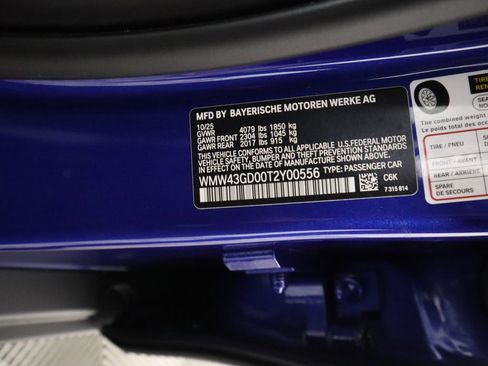 MFD BY BAYERISCHE MOTOREN WERKE AG
10/25
GVWR 4079 lbs 1850 kg
GAWR FRONT 2304 lbs 1045 kg
GAWR REAR 2017 lbs 915 kg
THIS VEHICLE CONFORMS TO ALL APPLICABLE U.S.FEDERAL MOTOR
VEHICLE SAFETY, BUMPER, AND THEFT PREVENTION STANDARDS
IN EFFECT ON THE DATE OF MANUFACTURE SHOWN ABOVE.
WMW43GD00T2Y00556 TYPE: PASSENGER CAR
C6K
7 315 814
TIRE
The combined weight
Le poids total des occ
TIRE / PNEU
FRONT / AVANT
REAR / ARRIÈRE
SPARE
DE SECOURS